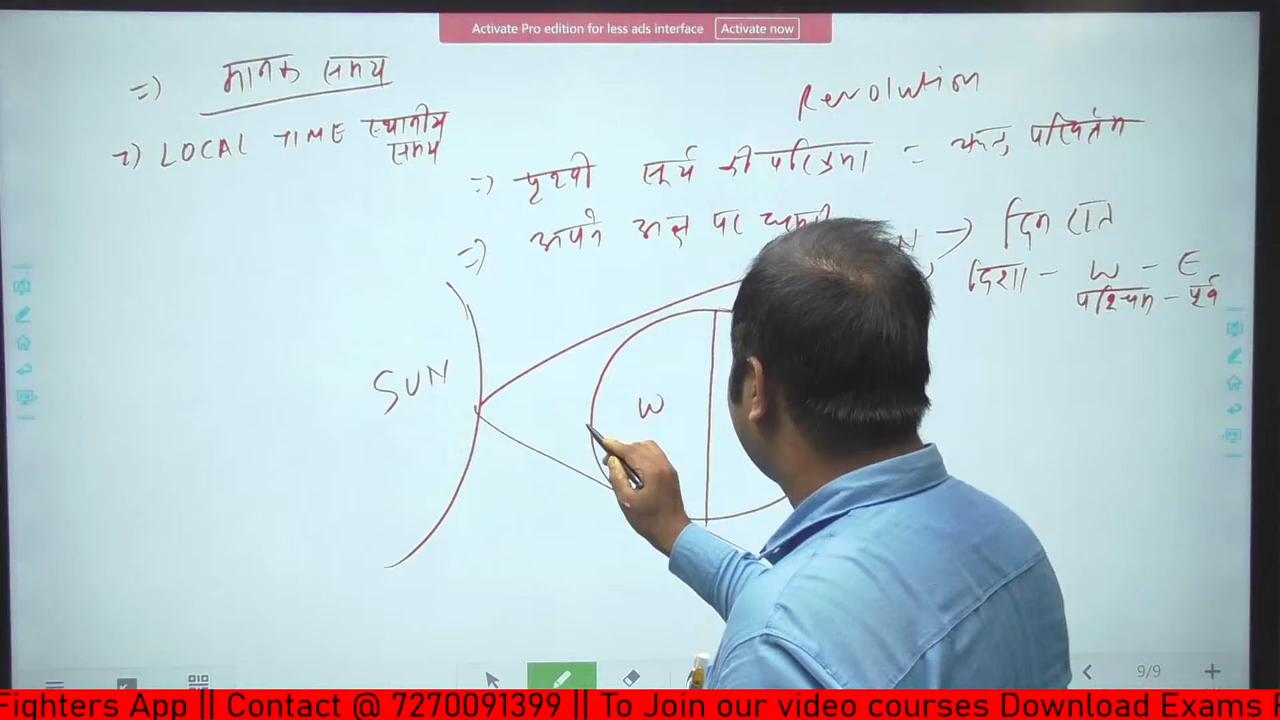 Activate Pro edition for less ads interface Activate now
=) मानक समय
2) LOCAL TIME स्थानीय
समय
Revolution
=) पृथ्वी सूर्य की परिक्रमा = ऋतु परिवर्तन
=) अपने अक्ष पर N -> दिन रात
दिशा - W - E
पश्चिम - पूर्व
SUN
W
9/9
Fighters App || Contact @ 7270091399 || To Join our video courses Download Exams